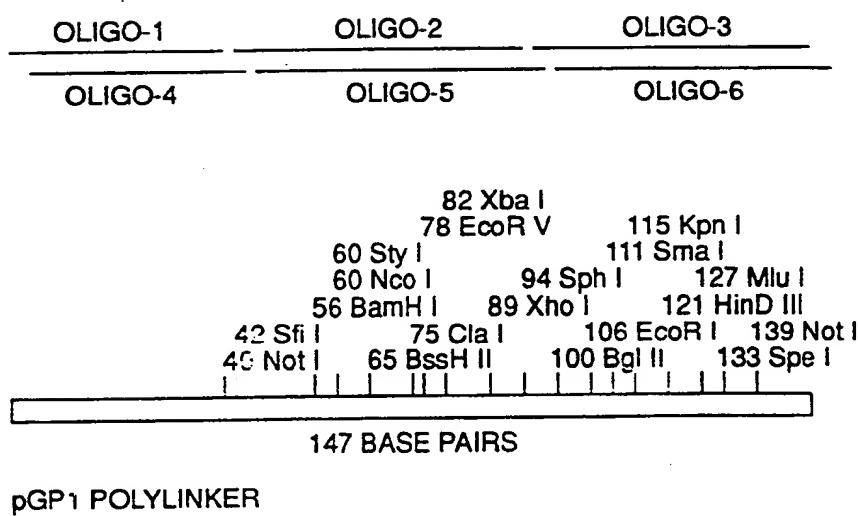 OLIGO-1 OLIGO-2 OLIGO-3
OLIGO-4 OLIGO-5 OLIGO-6
82 Xba I
78 EcoR V 115 Kpn I
60 Sty I 111 Sma I
60 Nco I 94 Sph I 127 Mlu I
56 BamH I 89 Xho I 121 HinD III
42 Sfi I 75 Cla I 106 EcoR I 139 Not I
Not I 65 BssH II 100 Bgl II 133 Spe I
147 BASE PAIRS
pGP1 POLYLINKER